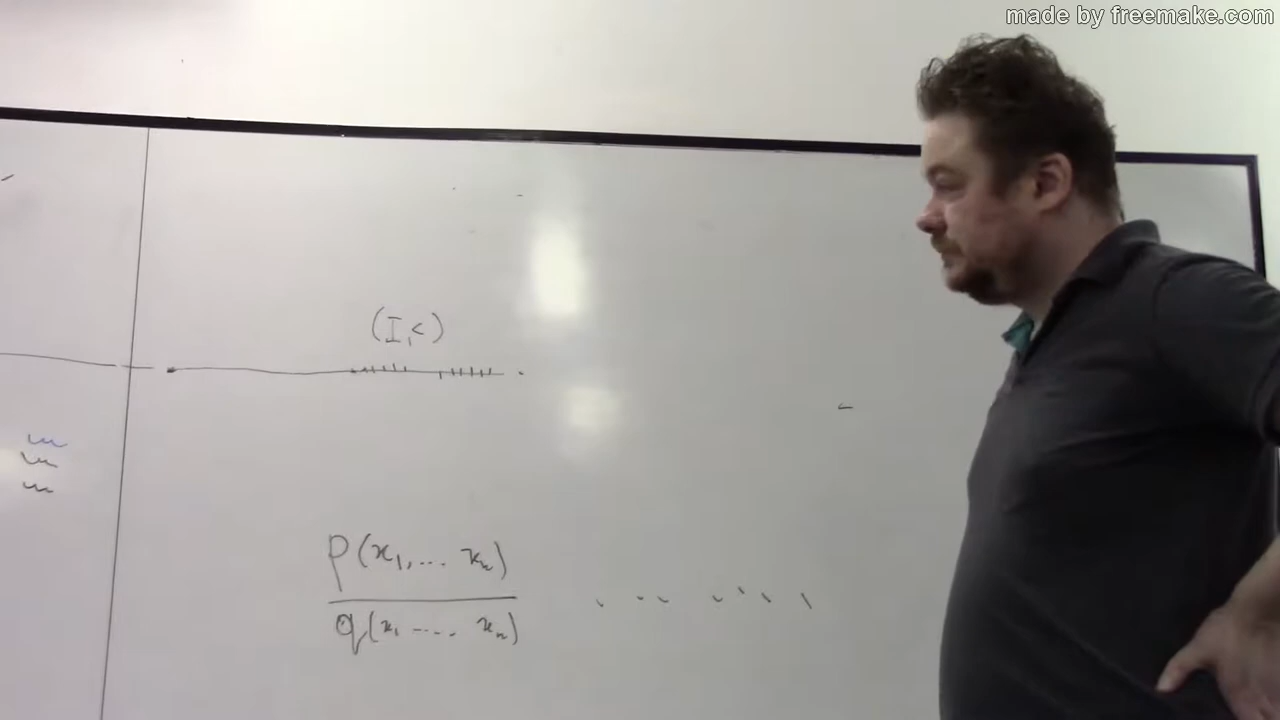 made by freemake.com
(I, <)
P(x₁, ... xₙ)
Q(x₁ .... xₙ)